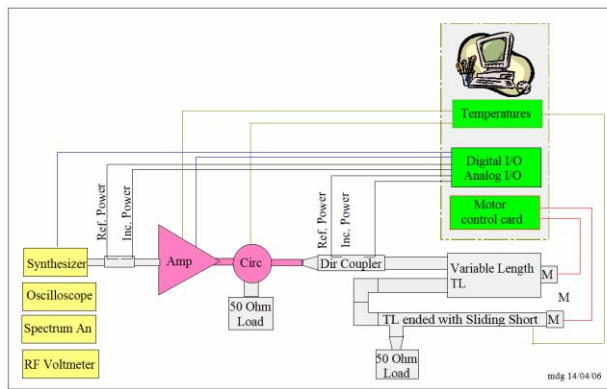 Temperatures
Digital I/O
Analog I/O
Motor
control card
Ref. Power
Inc. Power
Ref. Power
Inc. Power
Synthesizer
Amp
Circ
Dir Coupler
Variable Length
TL
M
M
Oscilloscope
50 Ohm
Load
TL ended with Sliding Short
M
Spectrum An
RF Voltmeter
50 Ohm
Load
mdg 14/04/06